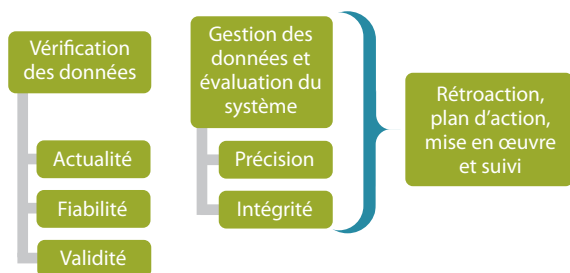 Vérification
des données
Actualité
Fiabilité
Validité
Gestion des
données et
évaluation du
système
Précision
Intégrité
Rétroaction,
plan d'action,
mise en œuvre
et suivi